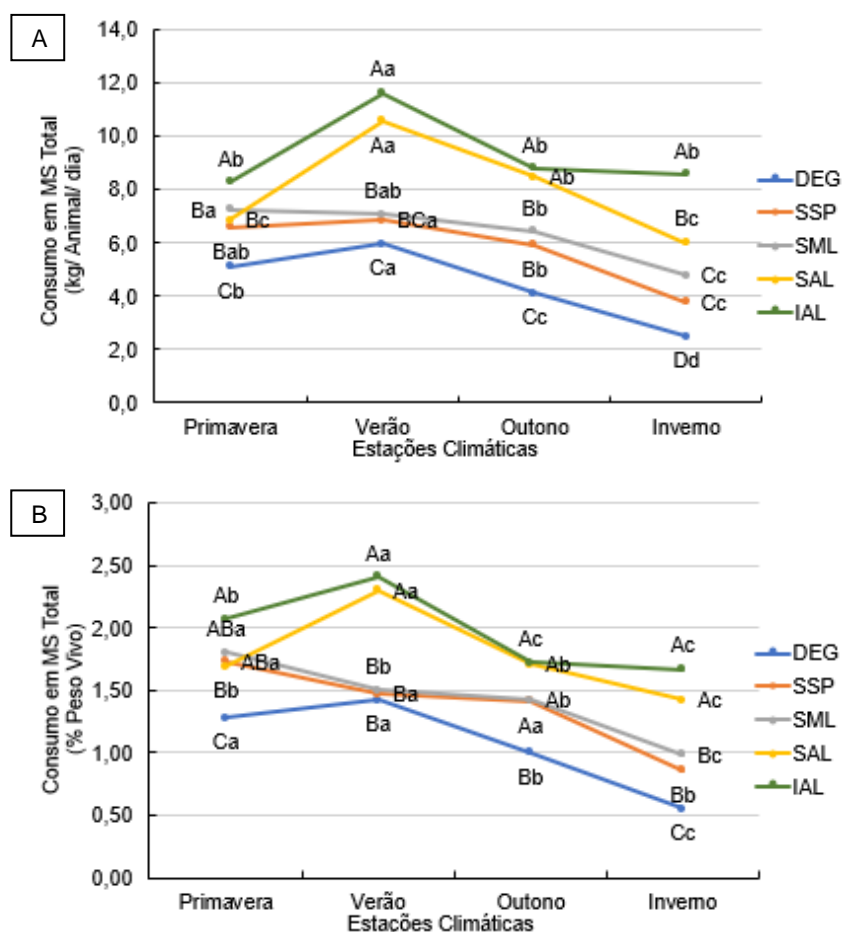 A
Consumo em MS Total
(kg/ Animal/ dia)
14,0
12,0
10,0
8,0
6,0
4,0
2,0
0,0
Ab
Ba
Bc
Bab
Cb
Aa
Aa
Bab
BCa
Ca
Ab
Ab
Bb
Bb
Cc
Ab
Bc
Cc
Cc
Dd
Primavera Verão Outono Inverno
Estações Climáticas
DEG
SSP
SML
SAL
IAL
B
Consumo em MS Total
(% Peso Vivo)
3,00
2,50
2,00
1,50
1,00
0,50
0,00
Ab
ABa
ABa
Bb
Ca
Aa
Aa
Bb
Ba
Ba
Ac
Ab
Ab
Aa
Bb
Ac
Ac
Bc
Bb
Cc
Primavera Verão Outono Inverno
Estações Climáticas
DEG
SSP
SML
SAL
IAL